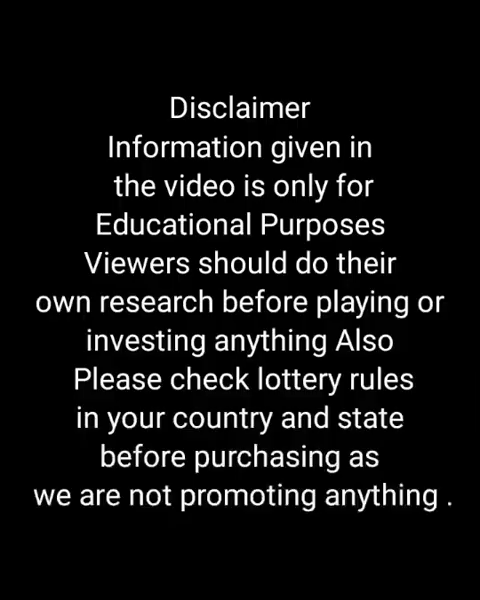 Disclaimer
Information given in
the video is only for
Educational Purposes
Viewers should do their
own research before playing or
investing anything Also
Please check lottery rules
in your country and state
before purchasing as
we are not promoting anything .